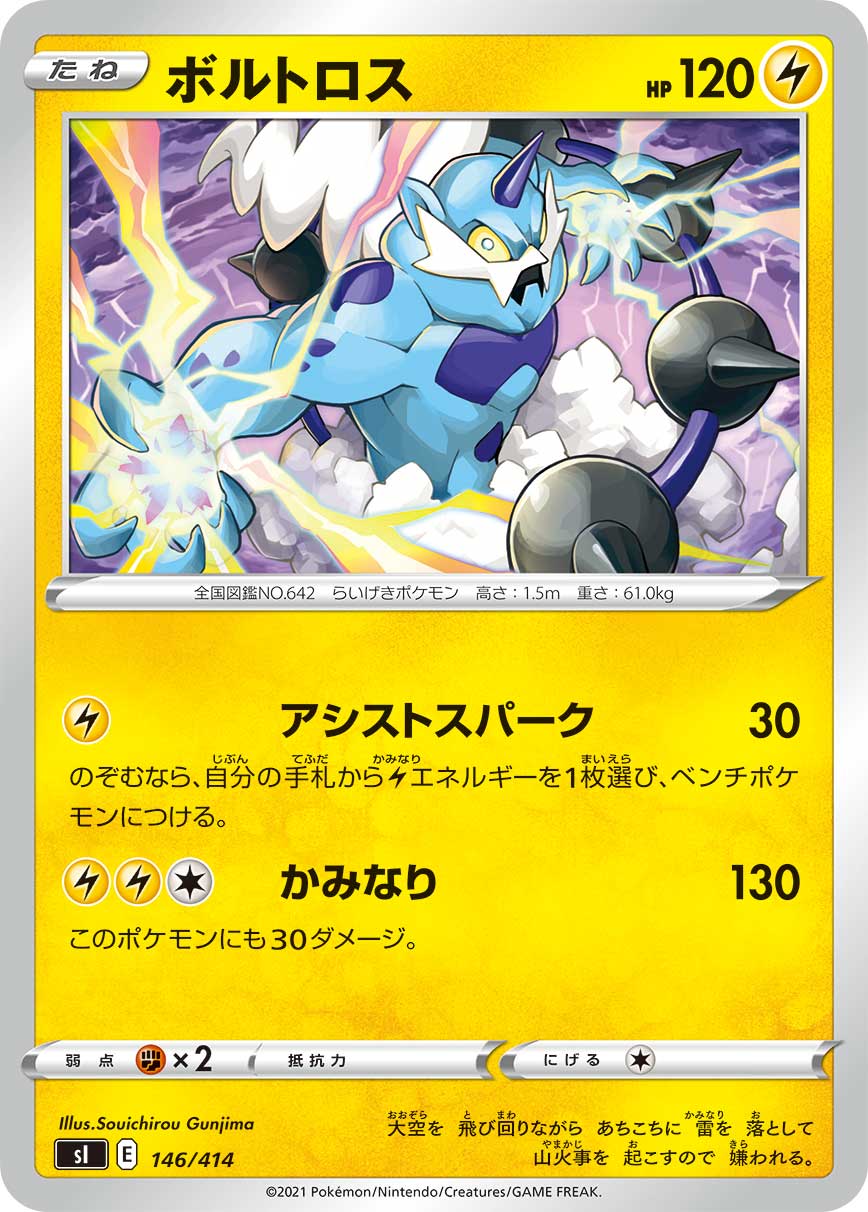 たね ボルトロス HP 120
全国図鑑NO.642 らいげきポケモン 高さ：1.5m 重さ：61.0kg
アシストスパーク 30
のぞむなら、自分の手札からエネルギーを1枚選び、ベンチポケ
モンにつける。
かみなり 130
このポケモンにも30ダメージ。
弱点 ×2 抵抗力 にげる
Illus.Souichirou Gunjima
大空を 飛び回りながら あちこちに 雷を 落として
山火事を 起こすので 嫌われる。
sI E 146/414
©2021 Pokémon/Nintendo/Creatures/GAME FREAK.